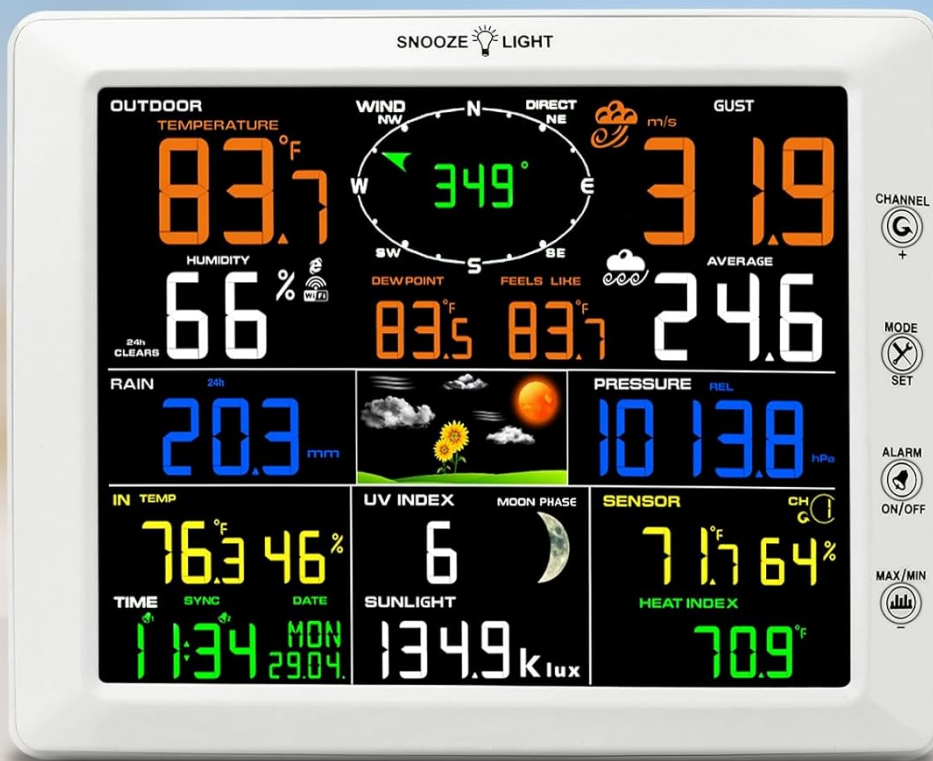 SNOOZE LIGHT
OUTDOOR
TEMPERATURE
83.7 °F
WIND DIRECT
N
NW NE
W 349° E
SW SE
S
GUST
m/s
31.9
HUMIDITY
66 %
WiFi
24h
CLEARS
DEW POINT
83.5 °F
FEELS LIKE
83.7 °F
AVERAGE
24.6
RAIN 24h
20.3 mm
PRESSURE REL
1013.8 hPa
IN TEMP
76.3 °F 46%
UV INDEX
6
MOON PHASE
SENSOR CH 1
71.7 °F 64%
TIME SYNC DATE
11:34 MON
29.04.
SUNLIGHT
134.9 k lux
HEAT INDEX
70.9 °F
CHANNEL
+
MODE
SET
ALARM
ON/OFF
MAX/MIN
−